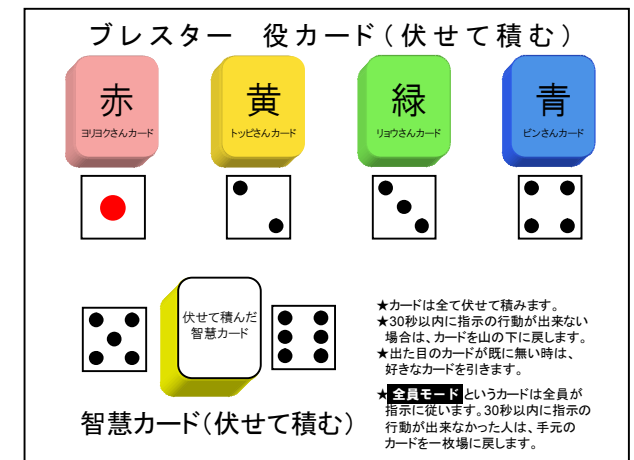 ブレスター 役カード(伏せて積む)
赤
ヨリヨクさんカード
黄
トッピさんカード
緑
リョウさんカード
青
ビンさんカード
伏せて積んだ
智慧カード
智慧カード(伏せて積む)
★カードは全て伏せて積みます。
★30秒以内に指示の行動が出来ない
場合は、カードを山の下に戻します。
★出た目のカードが既に無い時は、
好きなカードを引きます。
★全員モードというカードは全員が
指示に従います。30秒以内に指示の
行動が出来なかった人は、手元の
カードを一枚場に戻します。